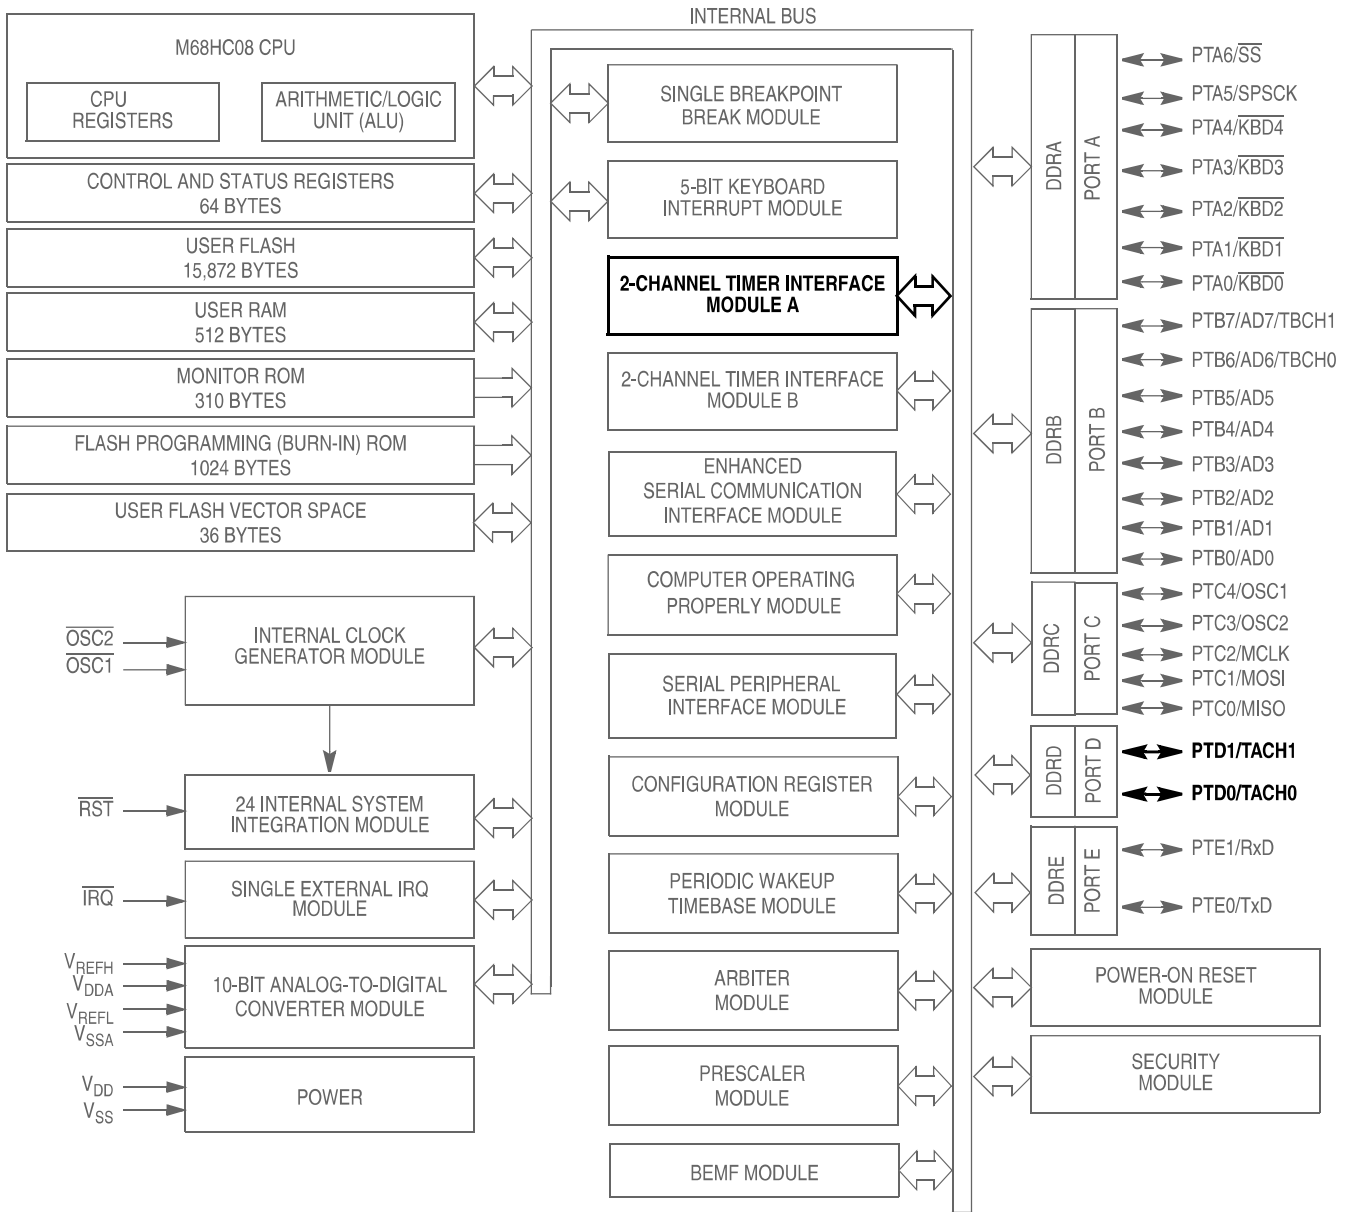 INTERNAL BUS
M68HC08 CPU
CPU
REGISTERS
ARITHMETIC/LOGIC
UNIT (ALU)
CONTROL AND STATUS REGISTERS
64 BYTES
USER FLASH
15,872 BYTES
USER RAM
512 BYTES
MONITOR ROM
310 BYTES
FLASH PROGRAMMING (BURN-IN) ROM
1024 BYTES
USER FLASH VECTOR SPACE
36 BYTES
OSC2
OSC1
INTERNAL CLOCK
GENERATOR MODULE
RST
24 INTERNAL SYSTEM
INTEGRATION MODULE
IRQ
SINGLE EXTERNAL IRQ
MODULE
VREFH
VDDA
VREFL
VSSA
10-BIT ANALOG-TO-DIGITAL
CONVERTER MODULE
VDD
VSS
POWER
SINGLE BREAKPOINT
BREAK MODULE
5-BIT KEYBOARD
INTERRUPT MODULE
2-CHANNEL TIMER INTERFACE
MODULE A
2-CHANNEL TIMER INTERFACE
MODULE B
ENHANCED
SERIAL COMMUNICATION
INTERFACE MODULE
COMPUTER OPERATING
PROPERLY MODULE
SERIAL PERIPHERAL
INTERFACE MODULE
CONFIGURATION REGISTER
MODULE
PERIODIC WAKEUP
TIMEBASE MODULE
ARBITER
MODULE
PRESCALER
MODULE
BEMF MODULE
DDRA
PORT A
PTA6/SS
PTA5/SPSCK
PTA4/KBD4
PTA3/KBD3
PTA2/KBD2
PTA1/KBD1
PTA0/KBD0
DDRB
PORT B
PTB7/AD7/TBCH1
PTB6/AD6/TBCH0
PTB5/AD5
PTB4/AD4
PTB3/AD3
PTB2/AD2
PTB1/AD1
PTB0/AD0
DDRC
PORT C
PTC4/OSC1
PTC3/OSC2
PTC2/MCLK
PTC1/MOSI
PTC0/MISO
DDRD
PORT D
PTD1/TACH1
PTD0/TACH0
DDRE
PORT E
PTE1/RxD
PTE0/TxD
POWER-ON RESET
MODULE
SECURITY
MODULE